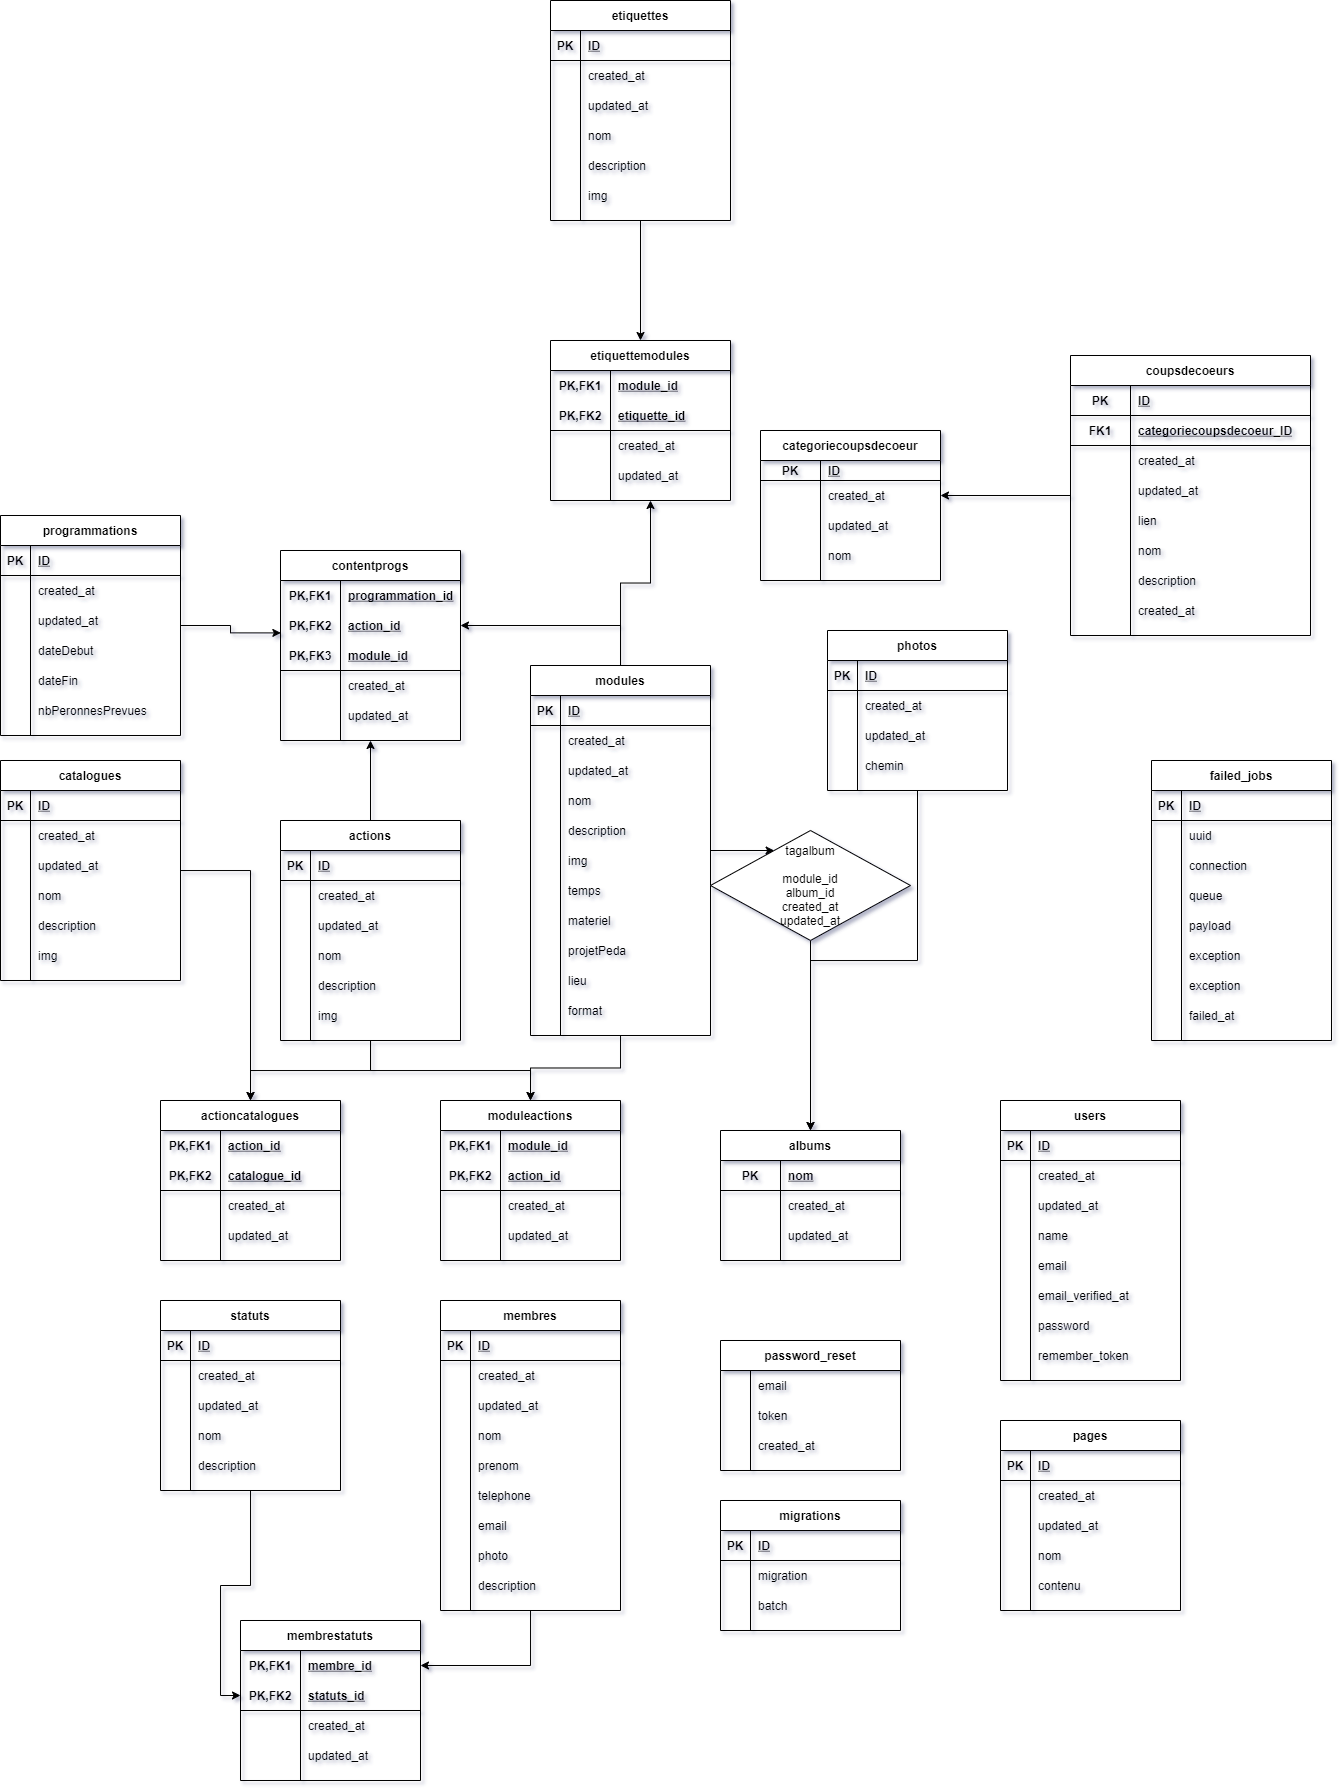 etiquettes
PK ID
created_at
updated_at
nom
description
img
etiquettemodules
PK,FK1 module_id
PK,FK2 etiquette_id
created_at
updated_at
coupsdecoeurs
PK ID
FK1 categoriecoupsdecoeur_ID
created_at
updated_at
lien
nom
description
created_at
categoriecoupsdecoeur
PK ID
created_at
updated_at
nom
programmations
PK ID
created_at
updated_at
dateDebut
dateFin
nbPeronnesPrevues
contentprogs
PK,FK1 programmation_id
PK,FK2 action_id
PK,FK3 module_id
created_at
updated_at
modules
PK ID
created_at
updated_at
nom
description
img
temps
materiel
projetPeda
lieu
format
photos
PK ID
created_at
updated_at
chemin
catalogues
PK ID
created_at
updated_at
nom
description
img
actions
PK ID
created_at
updated_at
nom
description
img
tagalbum
module_id
album_id
created_at
updated_at
failed_jobs
PK ID
uuid
connection
queue
payload
exception
exception
failed_at
actioncatalogues
PK,FK1 action_id
PK,FK2 catalogue_id
created_at
updated_at
moduleactions
PK,FK1 module_id
PK,FK2 action_id
created_at
updated_at
albums
PK nom
created_at
updated_at
users
PK ID
created_at
updated_at
name
email
email_verified_at
password
remember_token
statuts
PK ID
created_at
updated_at
nom
description
membres
PK ID
created_at
updated_at
nom
prenom
telephone
email
photo
description
password_reset
email
token
created_at
pages
PK ID
created_at
updated_at
nom
contenu
migrations
PK ID
migration
batch
membrestatuts
PK,FK1 membre_id
PK,FK2 statuts_id
created_at
updated_at